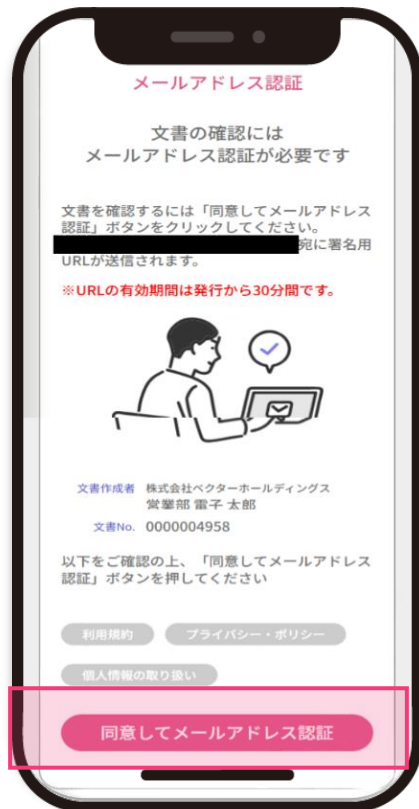 メールアドレス認証
文書の確認には
メールアドレス認証が必要です
文書を確認するには「同意してメールアドレス
認証」ボタンをクリックしてください。
宛に署名用
URLが送信されます。
※URLの有効期間は発行から30分間です。
文書作成者 株式会社ベクターホールディングス
営業部 電子 太郎
文書No. 0000004958
以下をご確認の上、「同意してメールアドレス
認証」ボタンを押してください
利用規約 プライバシー・ポリシー
個人情報の取り扱い
同意してメールアドレス認証